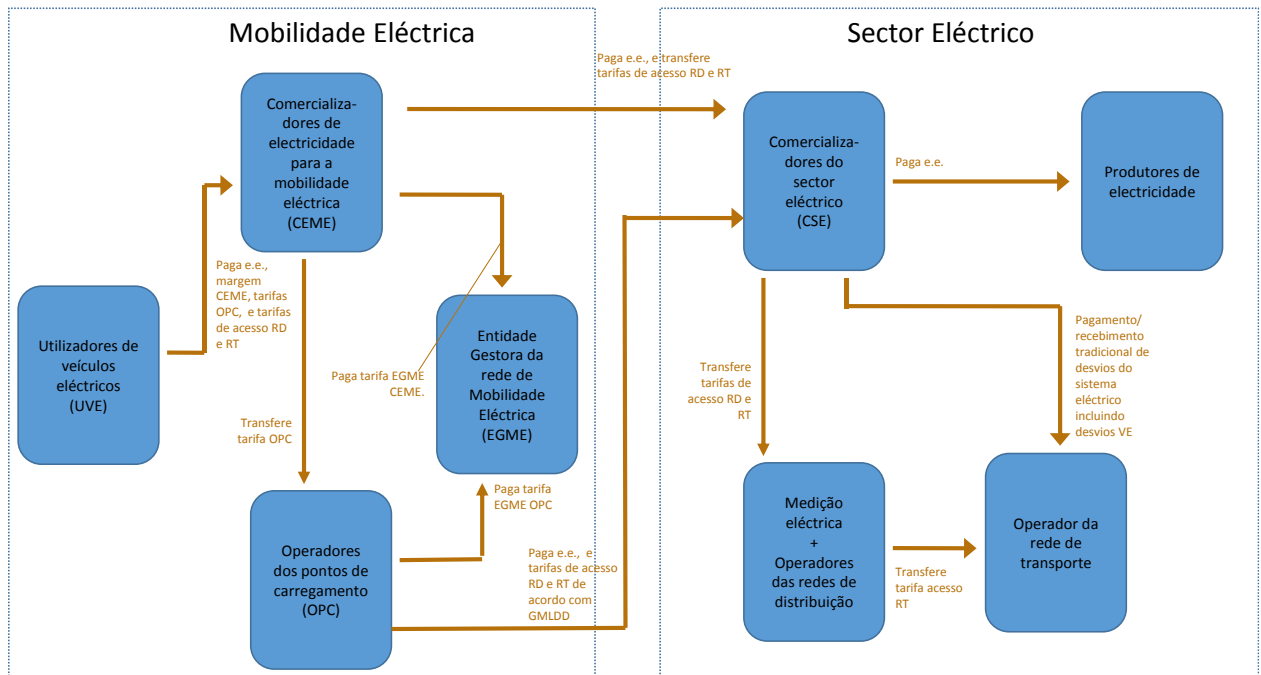 Mobilidade Eléctrica
Sector Eléctrico
Paga e.e., e transfere
tarifas de acesso RD e RT
Comercializa-
dores de
electricidade
para a
mobilidade
eléctrica
(CEME)
Comercializa-
dores do
sector
eléctrico
(CSE)
Paga e.e.
Produtores de
electricidade
Paga e.e.,
margem
CEME, tarifas
OPC,  e tarifas
de acesso RD
e RT
Utilizadores de
veículos
eléctricos
(UVE)
Entidade
Gestora da
rede de
Mobilidade
Eléctrica
(EGME)
Paga tarifa EGME
CEME.
Transfere
tarifa OPC
Transfere
tarifas de
acesso RD e
RT
Pagamento/
recebimento
tradicional de
desvios do
sistema
eléctrico
incluindo
desvios VE
Paga tarifa
EGME OPC
Operadores
dos pontos de
carregamento
(OPC)
Paga e.e.,  e
tarifas de acesso
RD e RT de
acordo com
GMLDD
Medição
eléctrica
+
Operadores
das redes de
distribuição
Transfere
tarifa acesso
RT
Operador da
rede de
transporte